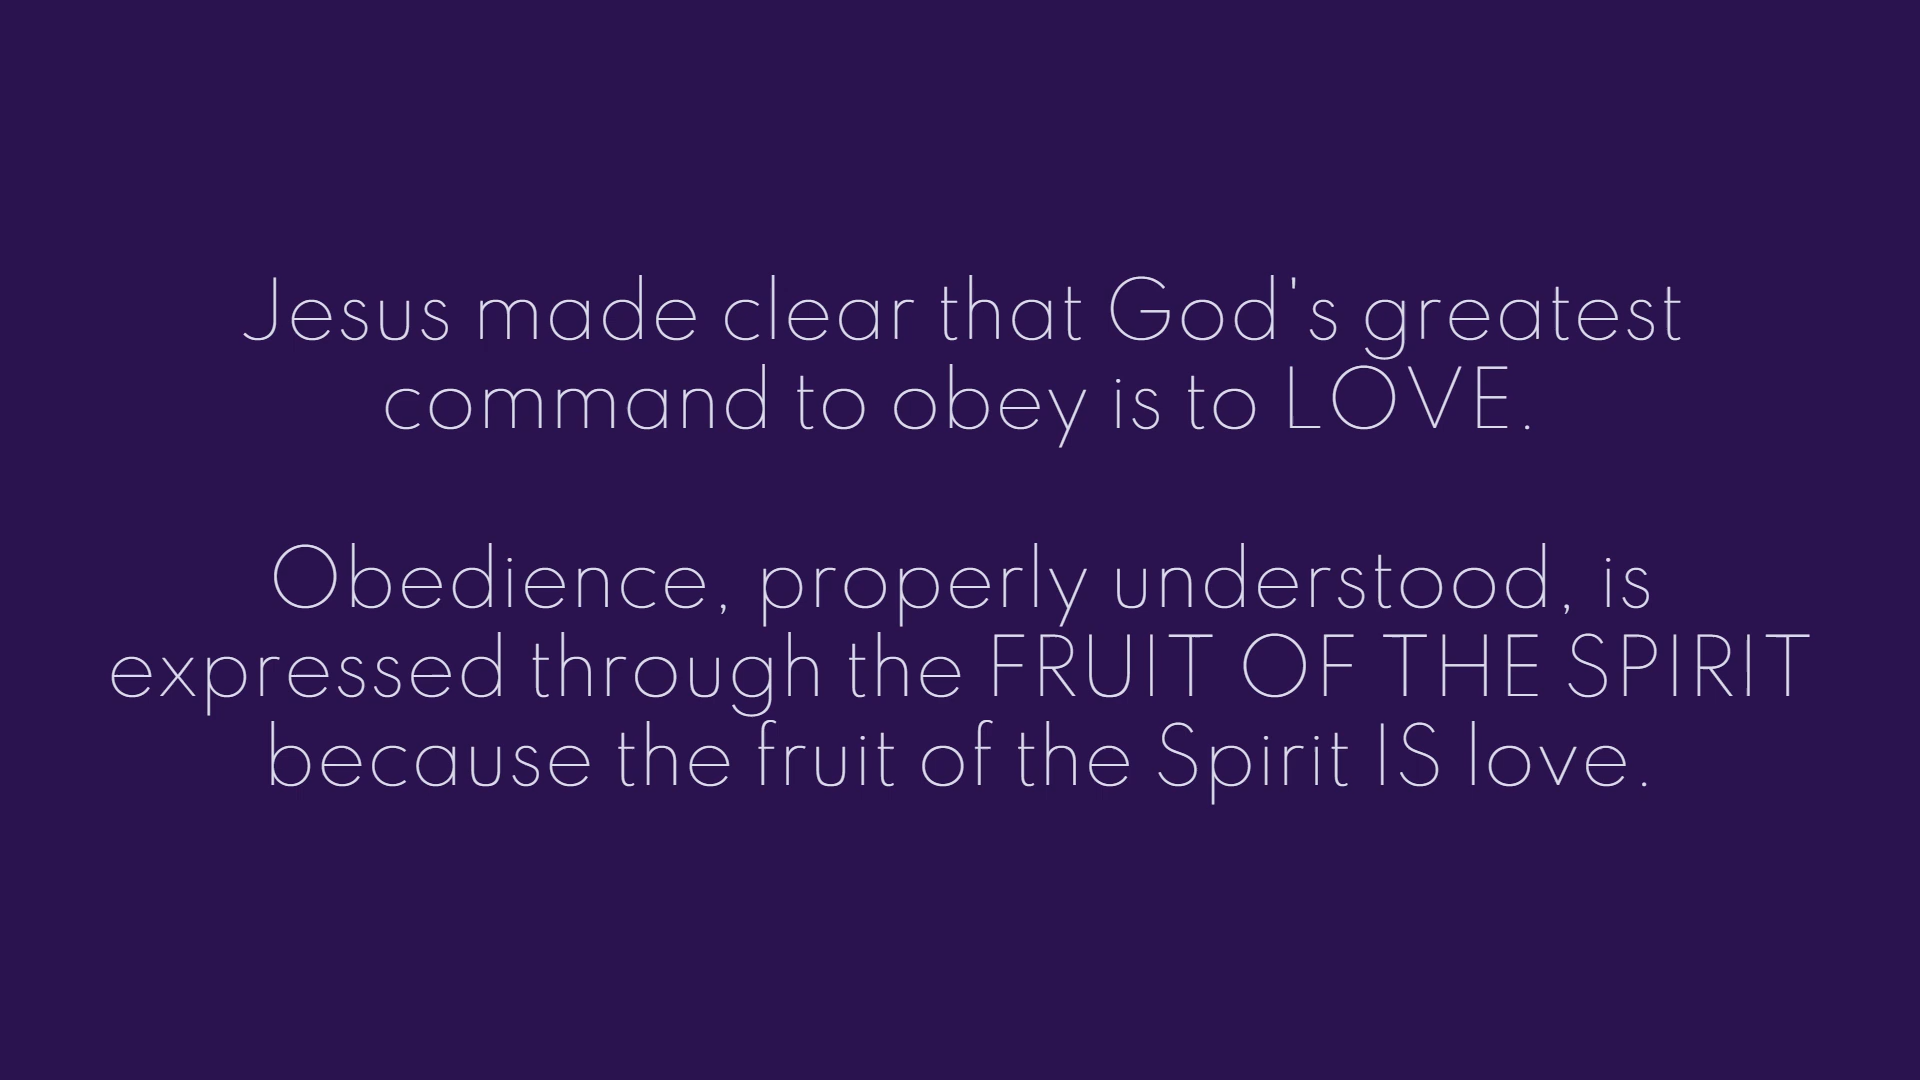 Jesus made clear that God's greatest
command to obey is to LOVE.
Obedience, properly understood, is
expressed through the FRUIT OF THE SPIRIT
because the fruit of the Spirit IS love.